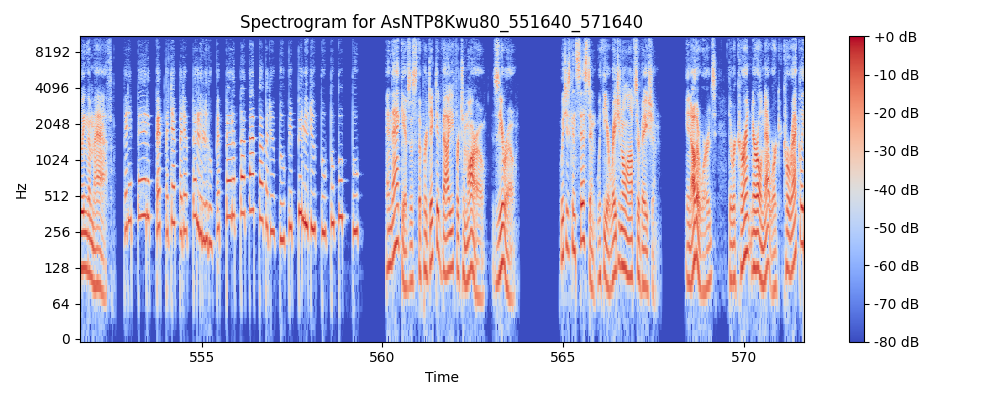 Spectrogram for AsNTP8Kwu80_551640_571640
8192
4096
2048
1024
512
256
128
64
0
Hz
555
560
565
570
Time
+0 dB
-10 dB
-20 dB
-30 dB
-40 dB
-50 dB
-60 dB
-70 dB
-80 dB